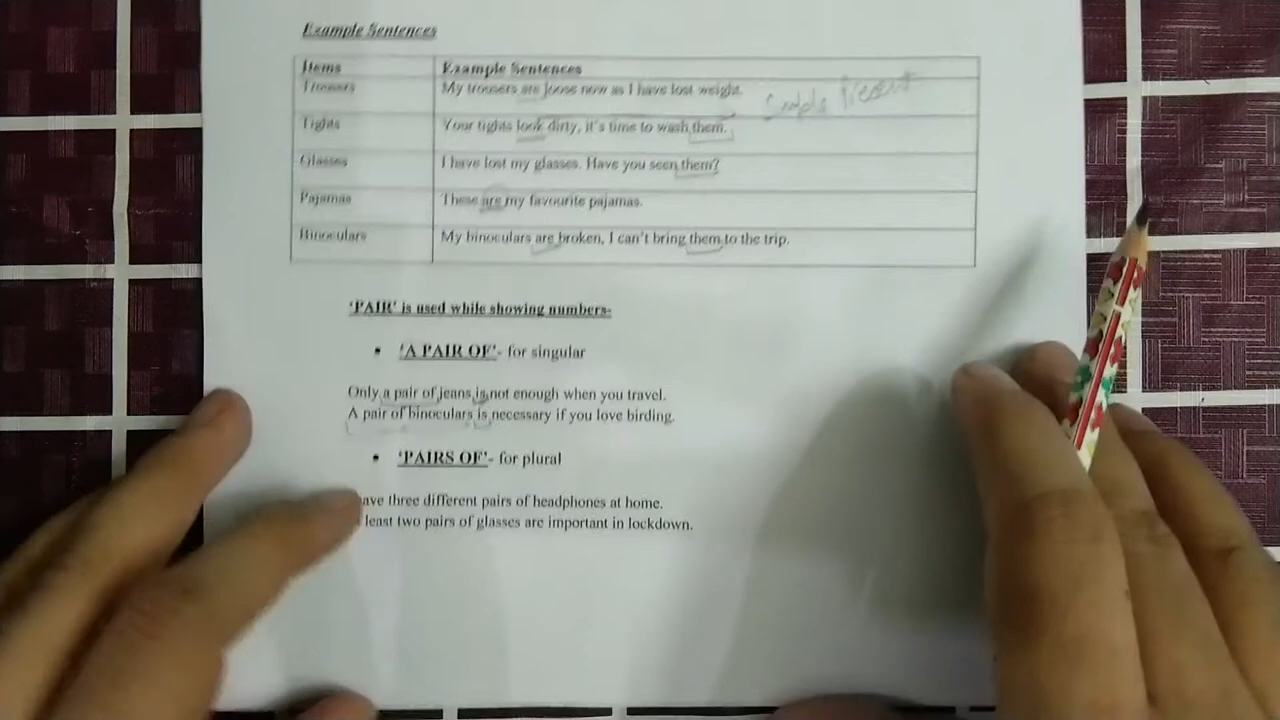 Example Sentences
Items Example Sentences
Trousers My trousers are loose now as I have lost weight. Simple Present
Tights Your tights look dirty, it's time to wash them.
Glasses I have lost my glasses. Have you seen them?
Pajamas These are my favourite pajamas.
Binoculars My binoculars are broken, I can't bring them to the trip.
'PAIR' is used while showing numbers-
• 'A PAIR OF'- for singular
Only a pair of jeans is not enough when you travel.
A pair of binoculars is necessary if you love birding.
• 'PAIRS OF'- for plural
ave three different pairs of headphones at home.
least two pairs of glasses are important in lockdown.